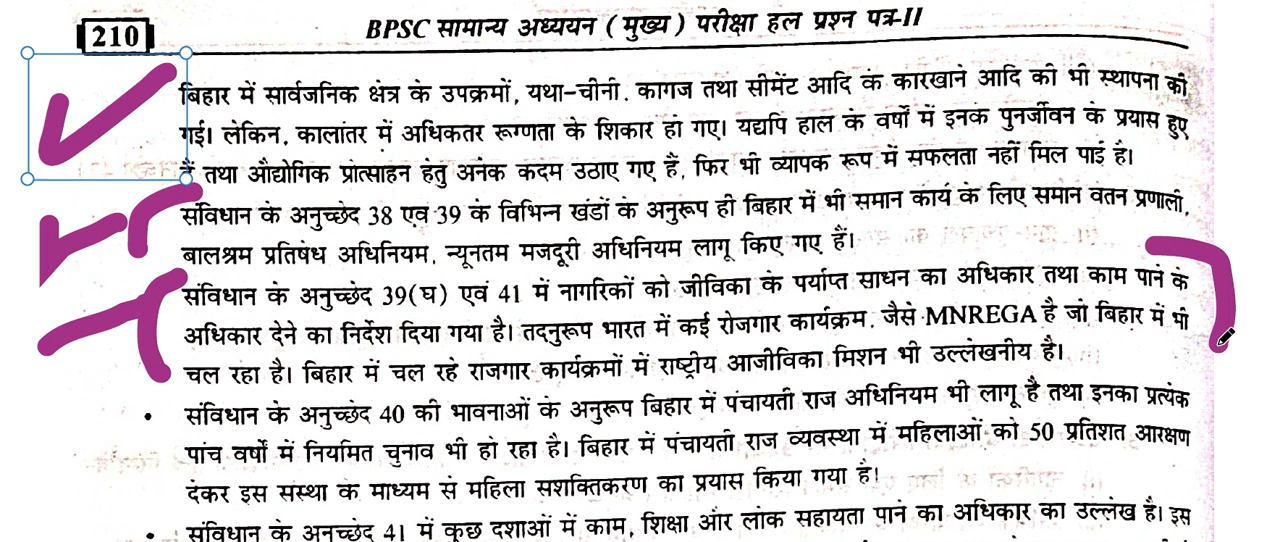 210
BPSC सामान्य अध्ययन ( मुख्य ) परीक्षा हल प्रश्न पत्र-II
बिहार में सार्वजनिक क्षेत्र के उपक्रमों, यथा-चीनी. कागज तथा सीमेंट आदि के कारखाने आदि की भी स्थापना की
गई। लेकिन, कालांतर में अधिकतर रूग्णता के शिकार हो गए। यद्यपि हाल के वर्षों में इनके पुनर्जीवन के प्रयास हुए
हैं तथा औद्योगिक प्रोत्साहन हेतु अनेक कदम उठाए गए हैं, फिर भी व्यापक रूप में सफलता नहीं मिल पाई है।
संविधान के अनुच्छेद 38 एवं 39 के विभिन्न खंडों के अनुरूप ही बिहार में भी समान कार्य के लिए समान वेतन प्रणाली,
बालश्रम प्रतिषेध अधिनियम, न्यूनतम मजदूरी अधिनियम लागू किए गए हैं।
संविधान के अनुच्छेद 39(घ) एवं 41 में नागरिकों को जीविका के पर्याप्त साधन का अधिकार तथा काम पाने के
अधिकार देने का निर्देश दिया गया है। तदनुरूप भारत में कई रोजगार कार्यक्रम, जैसे MNREGA है जो बिहार में भी
चल रहा है। बिहार में चल रहे रोजगार कार्यक्रमों में राष्ट्रीय आजीविका मिशन भी उल्लेखनीय है।
• संविधान के अनुच्छेद 40 की भावनाओं के अनुरूप बिहार में पंचायती राज अधिनियम भी लागू है तथा इनका प्रत्येक
पांच वर्षों में नियमित चुनाव भी हो रहा है। बिहार में पंचायती राज व्यवस्था में महिलाओं को 50 प्रतिशत आरक्षण
देकर इस संस्था के माध्यम से महिला सशक्तिकरण का प्रयास किया गया है।
• संविधान के अनुच्छेद 41 में कुछ दशाओं में काम, शिक्षा और लोक सहायता पाने का अधिकार का उल्लेख है। इस